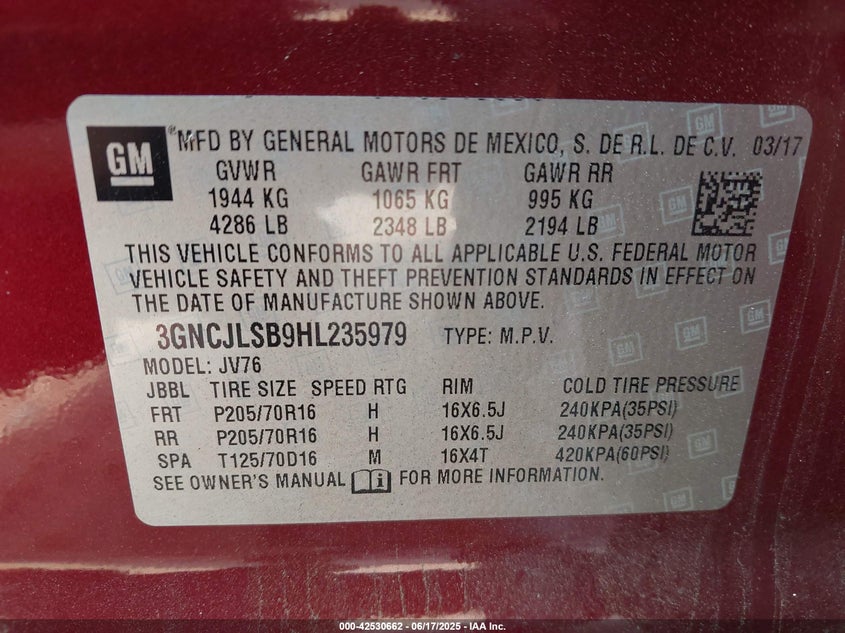 GM ®MFD BY GENERAL MOTORS DE MEXICO, S. DE R.L. DE C.V. 03/17
GVWR GAWR FRT GAWR RR
1944 KG 1065 KG 995 KG
4286 LB 2348 LB 2194 LB
THIS VEHICLE CONFORMS TO ALL APPLICABLE U.S. FEDERAL MOTOR
VEHICLE SAFETY AND THEFT PREVENTION STANDARDS IN EFFECT ON
THE DATE OF MANUFACTURE SHOWN ABOVE.
3GNCJLSB9HL235979 TYPE: M.P.V.
MODEL: JV76
JBBL TIRE SIZE SPEED RTG RIM COLD TIRE PRESSURE
FRT P205/70R16 H 16X6.5J 240KPA(35PSI)
RR P205/70R16 H 16X6.5J 240KPA(35PSI)
SPA T125/70D16 M 16X4T 420KPA(60PSI)
SEE OWNER'S MANUAL FOR MORE INFORMATION
000-42530662 - 06/17/2025 - IAA Inc.